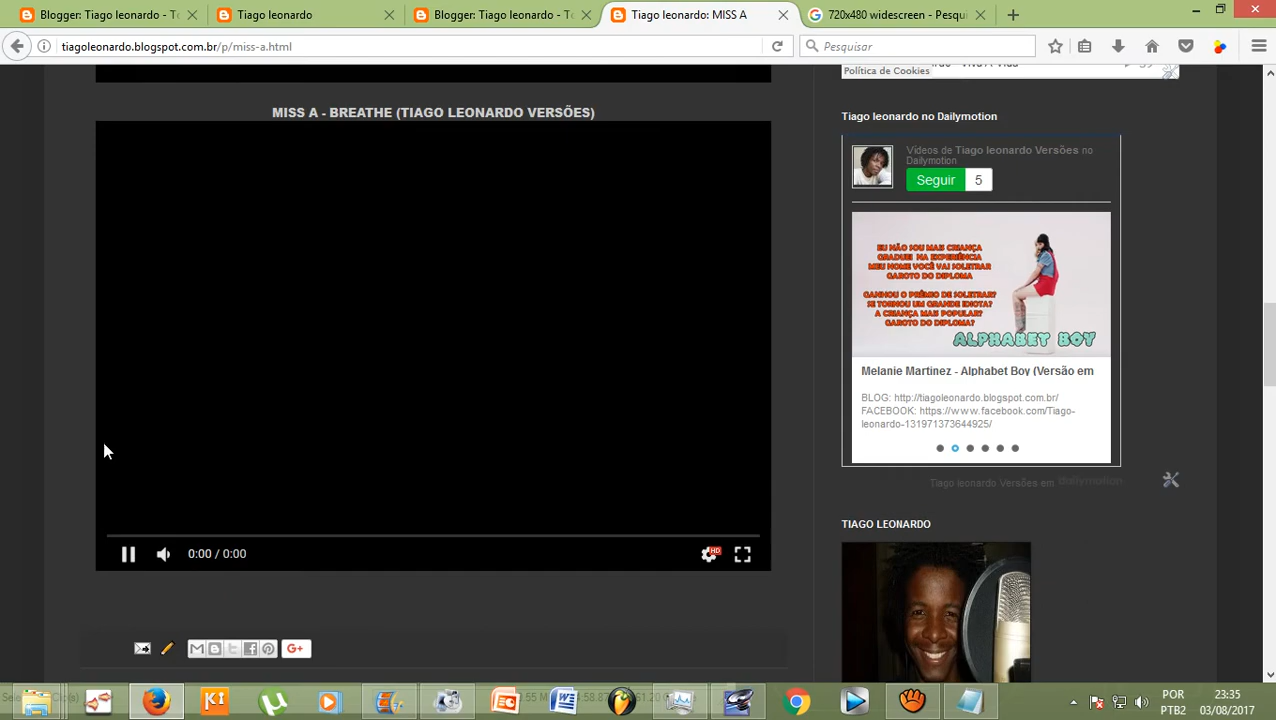 Blogger: Tiago leonardo - To
Tiago leonardo
Blogger: Tiago leonardo - To
Tiago leonardo: MISS A
720x480 widescreen - Pesqui
tiagoleonardo.blogspot.com.br/p/miss-a.html
Pesquisar
Política de Cookies
MISS A - BREATHE (TIAGO LEONARDO VERSÕES)
0:00 / 0:00
HD
Tiago leonardo no Dailymotion
Vídeos de Tiago leonardo Versões no
Dailymotion
Seguir 5
EU NÃO SOU MAIS CRIANÇA
GRADUEI NA EXPERIÊNCIA
MEU NOME VOCÊ VAI SOLETRAR
GAROTO DO DIPLOMA
GANHOU O PRÊMIO DE SOLETRAR?
SE TORNOU UM GRANDE IDIOTA?
A CRIANÇA MAIS POPULAR?
GAROTO DO DIPLOMA?
ALPHABET BOY
Melanie Martinez - Alphabet Boy (Versão em
BLOG: http://tiagoleonardo.blogspot.com.br/
FACEBOOK: https://www.facebook.com/Tiago-
leonardo-131971373644925/
Tiago leonardo Versões em dailymotion
TIAGO LEONARDO
G+
POR
PTB2
23:35
03/08/2017